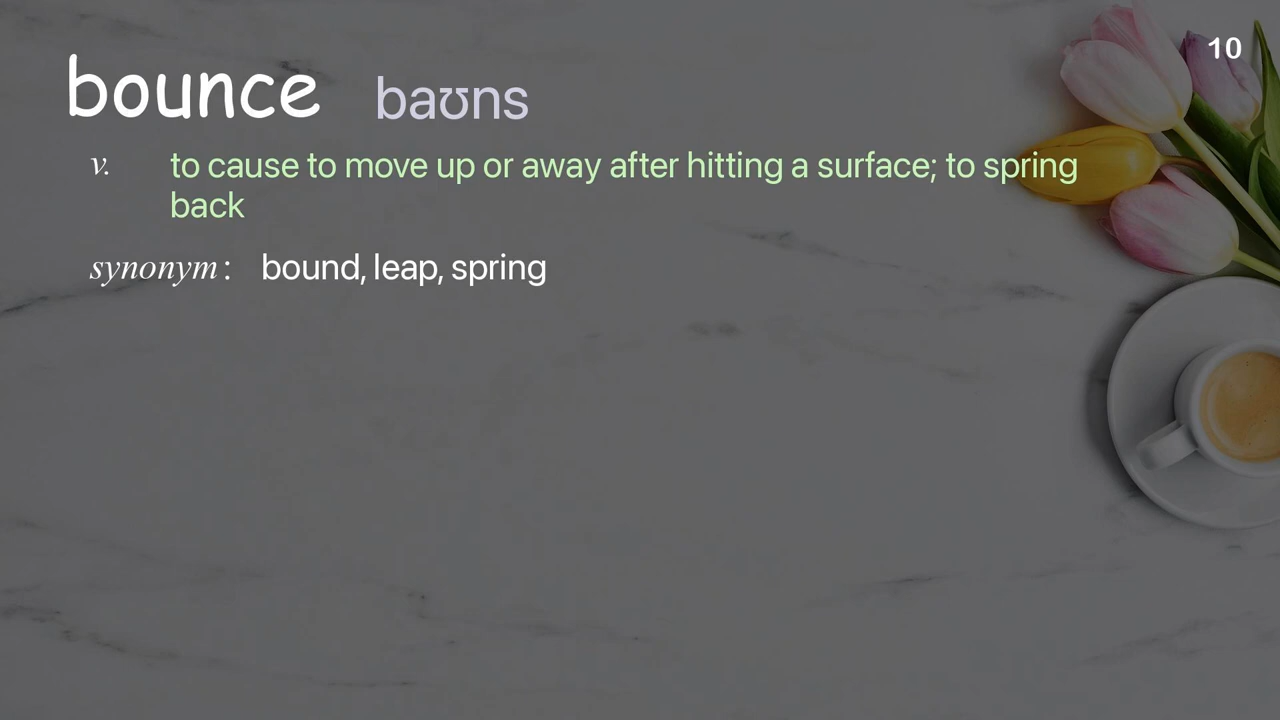 10
bounce baʊns
v. to cause to move up or away after hitting a surface; to spring
back
synonym: bound, leap, spring